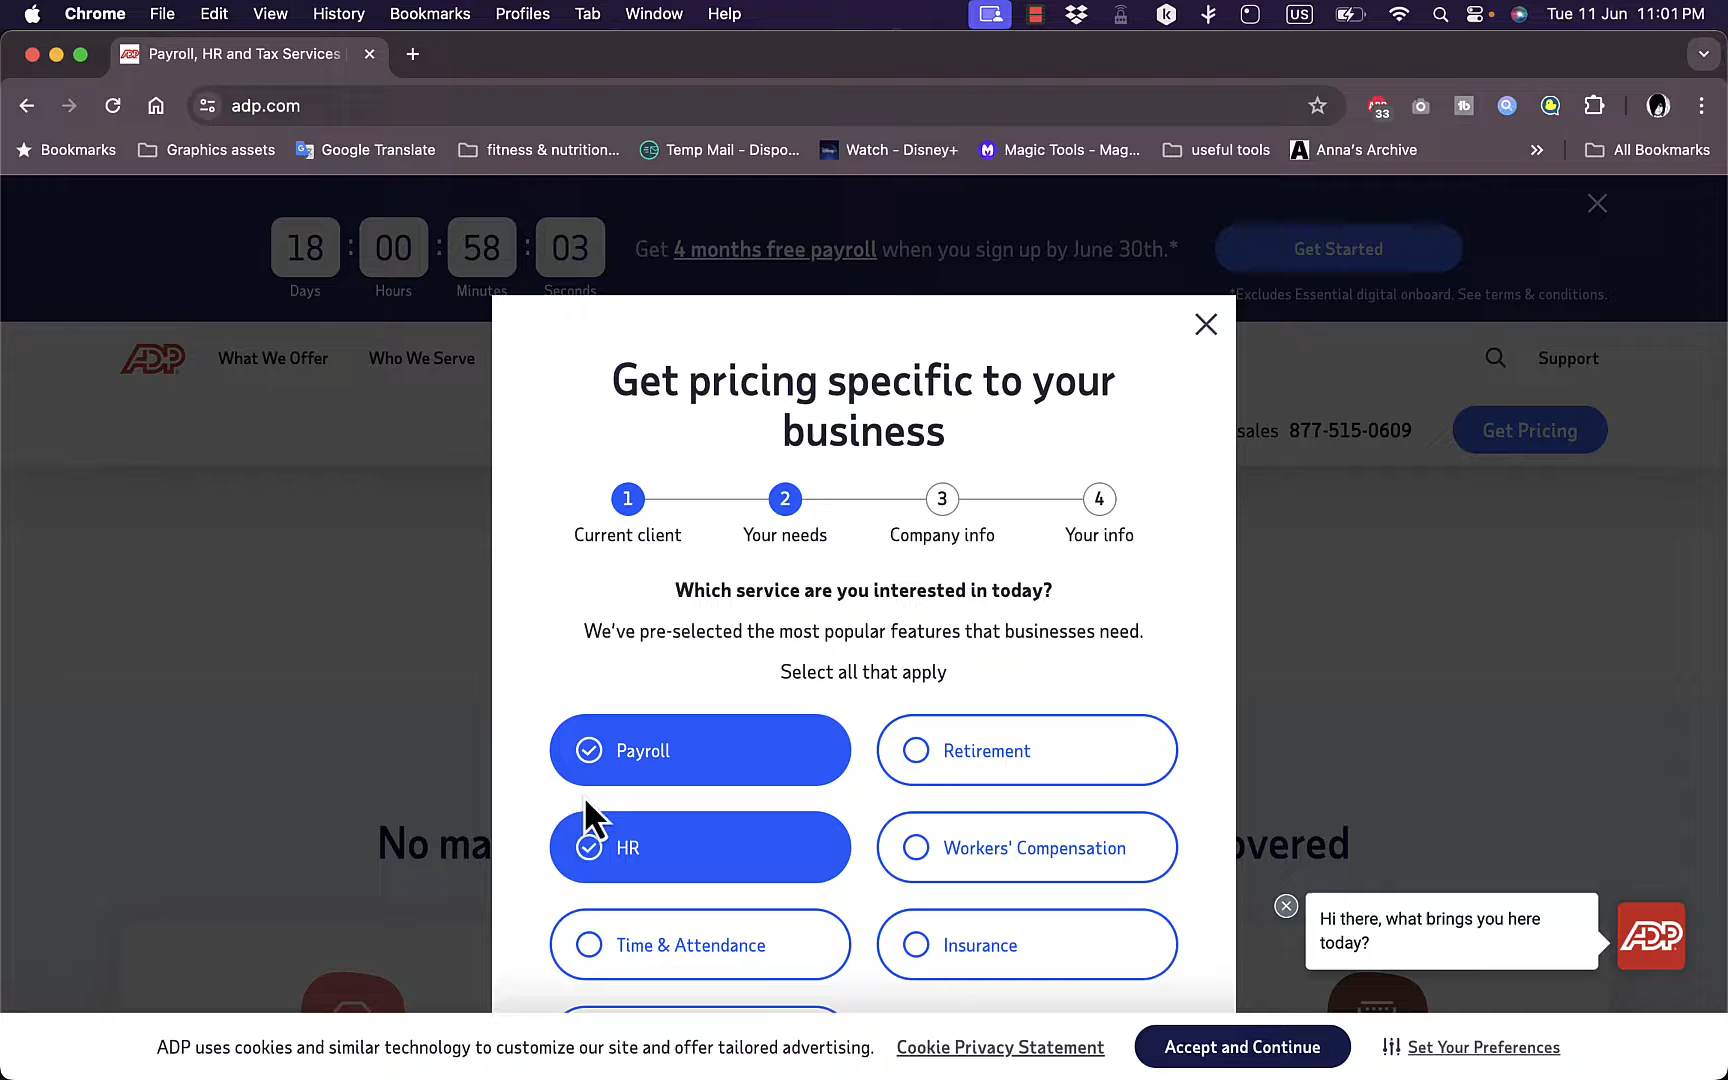 Chrome File Edit View History Bookmarks Profiles Tab Window Help US Tue 11 Jun 11:01 PM
ADP Payroll, HR and Tax Services
adp.com 33
Bookmarks Graphics assets Google Translate fitness & nutrition... Temp Mail - Dispo... Watch - Disney+ Magic Tools - Mag... useful tools Anna's Archive All Bookmarks
18 : 00 : 58 : 03 Get 4 months free payroll when you sign up by June 30th.* Get Started
Days Hours Minutes Seconds *Excludes Essential digital onboard. See terms & conditions.
ADP What We Offer Who We Serve Support
sales 877-515-0609 Get Pricing
Get pricing specific to your
business
1 2 3 4
Current client Your needs Company info Your info
Which service are you interested in today?
We've pre-selected the most popular features that businesses need.
Select all that apply
Payroll Retirement
HR Workers' Compensation
Time & Attendance Insurance
No ma overed
Hi there, what brings you here
today?
ADP
ADP uses cookies and similar technology to customize our site and offer tailored advertising. Cookie Privacy Statement Accept and Continue Set Your Preferences